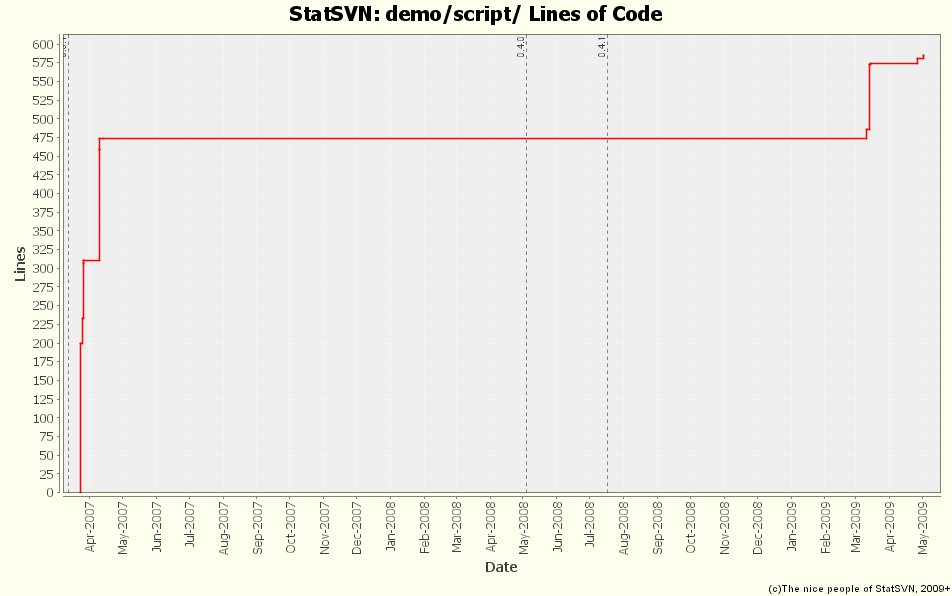 StatSVN: demo/script/ Lines of Code
Lines
600
575
550
525
500
475
450
425
400
375
350
325
300
275
250
225
200
175
150
125
100
75
50
25
0
0.4.0
0.4.1
Apr-2007
May-2007
Jun-2007
Jul-2007
Aug-2007
Sep-2007
Oct-2007
Nov-2007
Dec-2007
Jan-2008
Feb-2008
Mar-2008
Apr-2008
May-2008
Jun-2008
Jul-2008
Aug-2008
Sep-2008
Oct-2008
Nov-2008
Dec-2008
Jan-2009
Feb-2009
Mar-2009
Apr-2009
May-2009
Date
(c)The nice people of StatSVN, 2009+